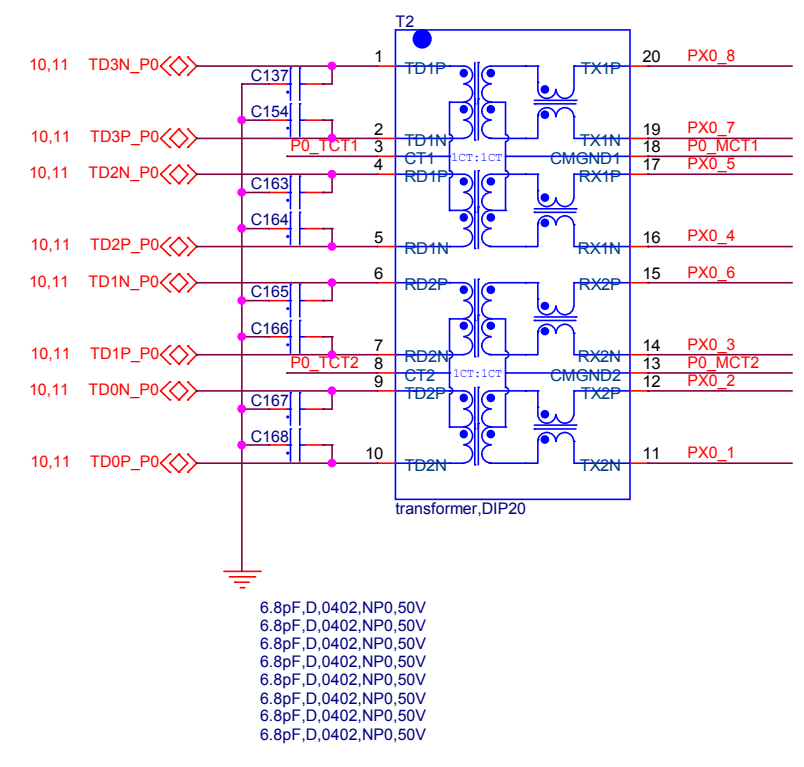 T2
10,11 TD3N_P0 1 TD1P TX1P 20 PX0_8
C137
C154
10,11 TD3P_P0 2 TD1N TX1N 19 PX0_7
P0_TCT1 3 CT1 1CT:1CT CMGND1 18 P0_MCT1
10,11 TD2N_P0 4 RD1P RX1P 17 PX0_5
C163
C164
10,11 TD2P_P0 5 RD1N RX1N 16 PX0_4
10,11 TD1N_P0 6 RD2P RX2P 15 PX0_6
C165
C166
10,11 TD1P_P0 7 RD2N RX2N 14 PX0_3
P0_TCT2 8 CT2 1CT:1CT CMGND2 13 P0_MCT2
10,11 TD0N_P0 9 TD2P TX2P 12 PX0_2
C167
C168
10,11 TD0P_P0 10 TD2N TX2N 11 PX0_1
transformer,DIP20
6.8pF,D,0402,NP0,50V
6.8pF,D,0402,NP0,50V
6.8pF,D,0402,NP0,50V
6.8pF,D,0402,NP0,50V
6.8pF,D,0402,NP0,50V
6.8pF,D,0402,NP0,50V
6.8pF,D,0402,NP0,50V
6.8pF,D,0402,NP0,50V